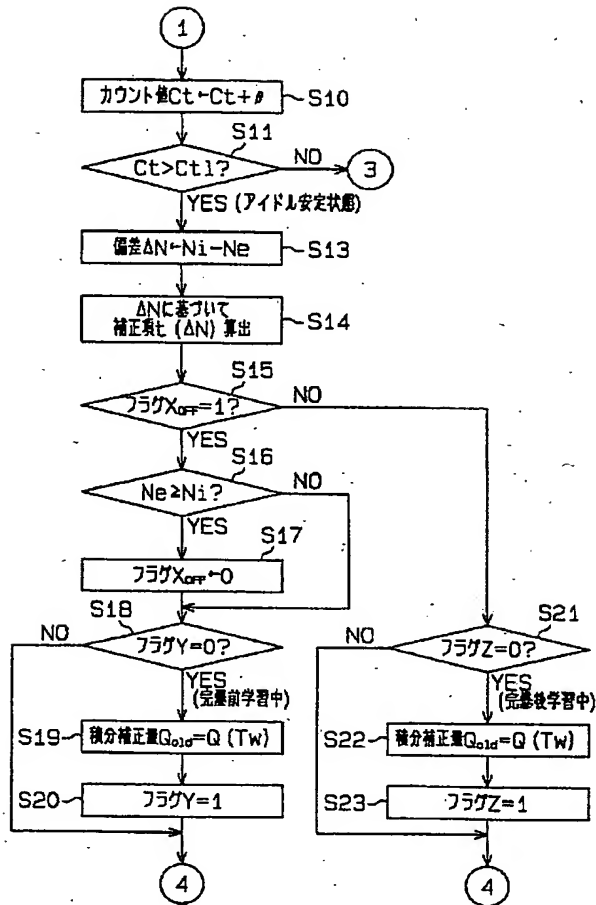 1
カウント値Ct←Ct+β
S10
S11
Ct>Ct1?
NO
3
YES (アイドル安定状態)
偏差ΔN←Ni-Ne
S13
ΔNに基づいて
補正項t (ΔN) 算出
S14
S15
フラグXOFF=1?
NO
YES
S16
Ne≥Ni?
NO
YES
S17
フラグXOFF←0
S18
NO
フラグY=0?
YES
(完爆前学習中)
S19
積分補正量Qold=Q (Tw)
S20
フラグY=1
4
S21
NO
フラグZ=0?
YES
(完爆後学習中)
S22
積分補正量Qold=Q (Tw)
S23
フラグZ=1
4